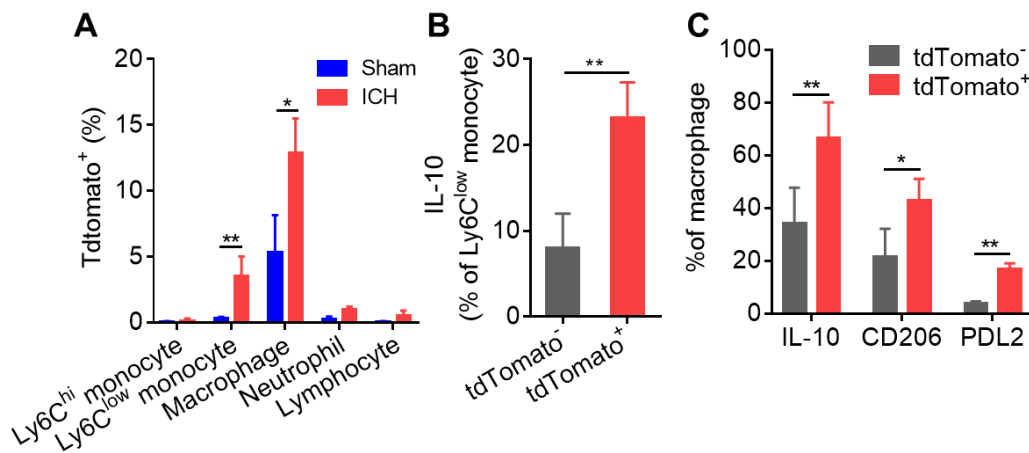 A
Tdtomato⁺ (%)
20
15
10
5
0
Sham
ICH
**
*
Ly6Cʰⁱ monocyte
Ly6Cˡᵒʷ monocyte
Macrophage
Neutrophil
Lymphocyte
B
IL-10
(% of Ly6Cˡᵒʷ monocyte)
30
20
10
0
**
tdTomato⁻
tdTomato⁺
C
%of macrophage
100
80
60
40
20
0
tdTomato⁻
tdTomato⁺
**
*
**
IL-10 CD206 PDL2